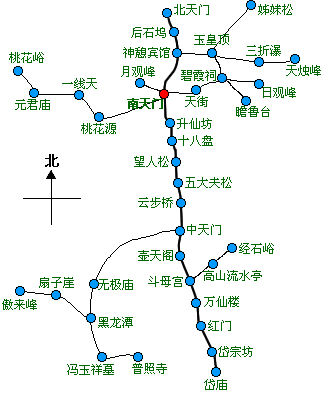 北天门
姊妹松
后石坞
玉皇顶
神憩宾馆
三折瀑
桃花峪
月观峰
碧霞祠
天烛峰
一线天
日观峰
元君庙
南天门
天街
瞻鲁台
桃花源
升仙坊
十八盘
北
望人松
五大夫松
云步桥
中天门
经石峪
壶天阁
高山流水亭
扇子崖
无极庙
斗母宫
傲来峰
万仙楼
黑龙潭
红门
岱宗坊
冯玉祥墓
普照寺
岱庙